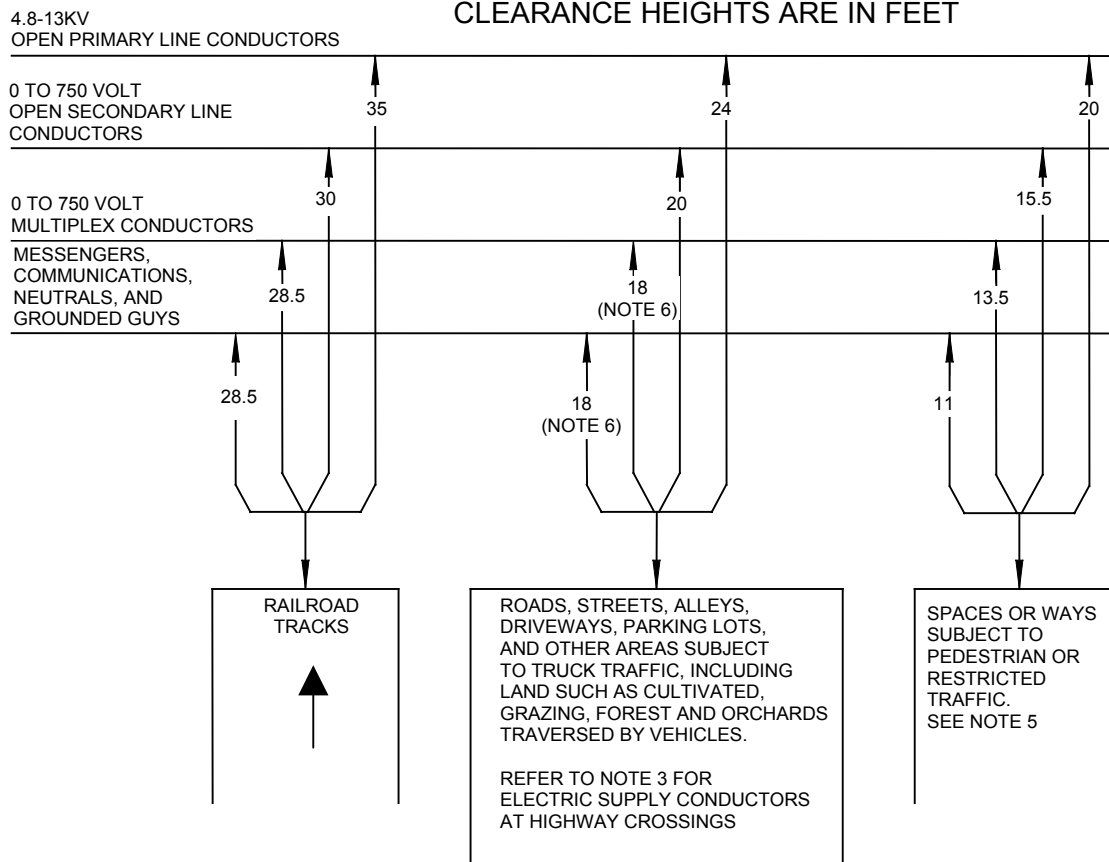 CLEARANCE HEIGHTS ARE IN FEET
4.8-13KV
OPEN PRIMARY LINE CONDUCTORS
0 TO 750 VOLT
OPEN SECONDARY LINE
CONDUCTORS
35
24
20
0 TO 750 VOLT
MULTIPLEX CONDUCTORS
30
20
15.5
MESSENGERS,
COMMUNICATIONS,
NEUTRALS, AND
GROUNDED GUYS
28.5
18
(NOTE 6)
13.5
28.5
18
(NOTE 6)
11
RAILROAD
TRACKS
ROADS, STREETS, ALLEYS,
DRIVEWAYS, PARKING LOTS,
AND OTHER AREAS SUBJECT
TO TRUCK TRAFFIC, INCLUDING
LAND SUCH AS CULTIVATED,
GRAZING, FOREST AND ORCHARDS
TRAVERSED BY VEHICLES.
REFER TO NOTE 3 FOR
ELECTRIC SUPPLY CONDUCTORS
AT HIGHWAY CROSSINGS
SPACES OR WAYS
SUBJECT TO
PEDESTRIAN OR
RESTRICTED
TRAFFIC.
SEE NOTE 5